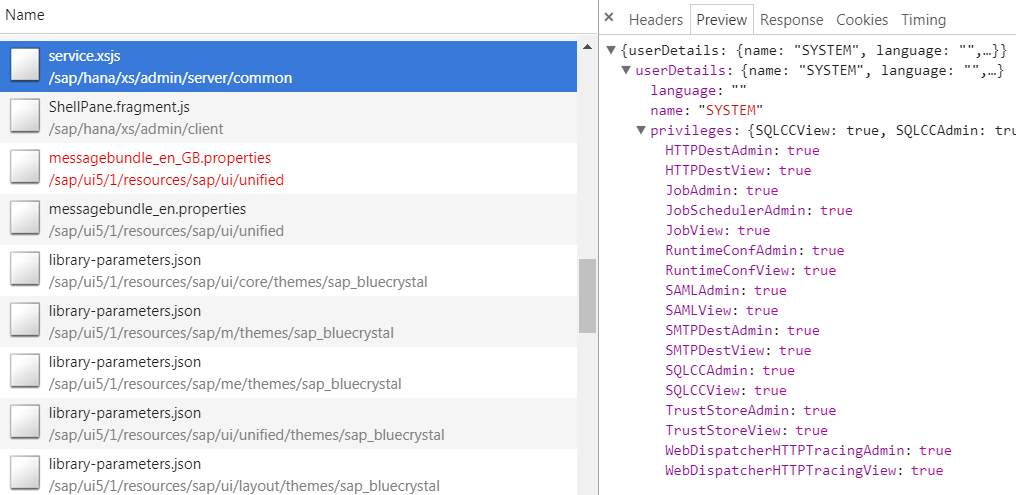 Name
service.xsjs
/sap/hana/xs/admin/server/common
ShellPane.fragment.js
/sap/hana/xs/admin/client
messagebundle_en_GB.properties
/sap/ui5/1/resources/sap/ui/unified
messagebundle_en.properties
/sap/ui5/1/resources/sap/ui/unified
library-parameters.json
/sap/ui5/1/resources/sap/ui/core/themes/sap_bluecrystal
library-parameters.json
/sap/ui5/1/resources/sap/m/themes/sap_bluecrystal
library-parameters.json
/sap/ui5/1/resources/sap/me/themes/sap_bluecrystal
library-parameters.json
/sap/ui5/1/resources/sap/ui/unified/themes/sap_bluecrystal
library-parameters.json
/sap/ui5/1/resources/sap/ui/layout/themes/sap_bluecrystal
× Headers Preview Response Cookies Timing
▼{userDetails: {name: "SYSTEM", language: "",…}}
▼userDetails: {name: "SYSTEM", language: "",…}
language: ""
name: "SYSTEM"
▼privileges: {SQLCCView: true, SQLCCAdmin: tru
HTTPDestAdmin: true
HTTPDestView: true
JobAdmin: true
JobSchedulerAdmin: true
JobView: true
RuntimeConfAdmin: true
RuntimeConfView: true
SAMLAdmin: true
SAMLView: true
SMTPDestAdmin: true
SMTPDestView: true
SQLCCAdmin: true
SQLCCView: true
TrustStoreAdmin: true
TrustStoreView: true
WebDispatcherHTTPTracingAdmin: true
WebDispatcherHTTPTracingView: true